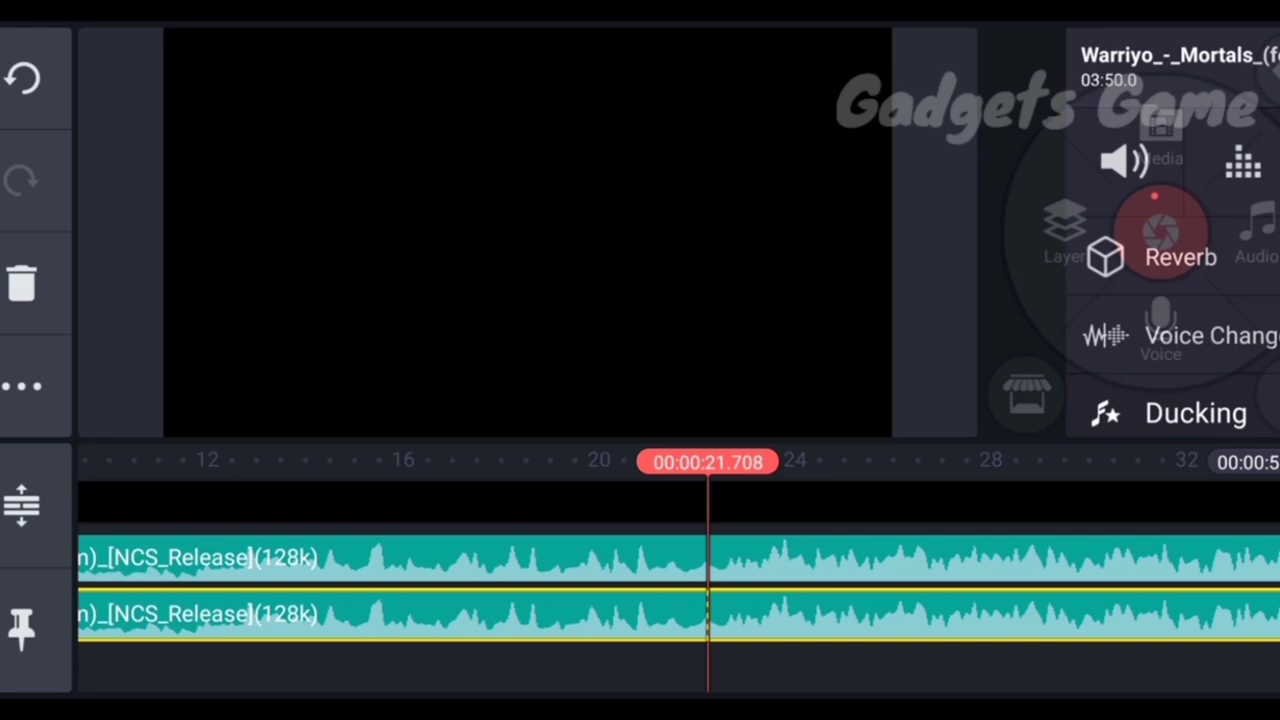 Warriyo_-_Mortals_(f
03:50.0
Gadgets Game
Media
Layer
Audio
Reverb
Voice Chang
Voice
Ducking
12 16 20 00:00:21.708 24 28 32 00:00:5
m)_[NCS_Release](128k)
m)_[NCS_Release](128k)